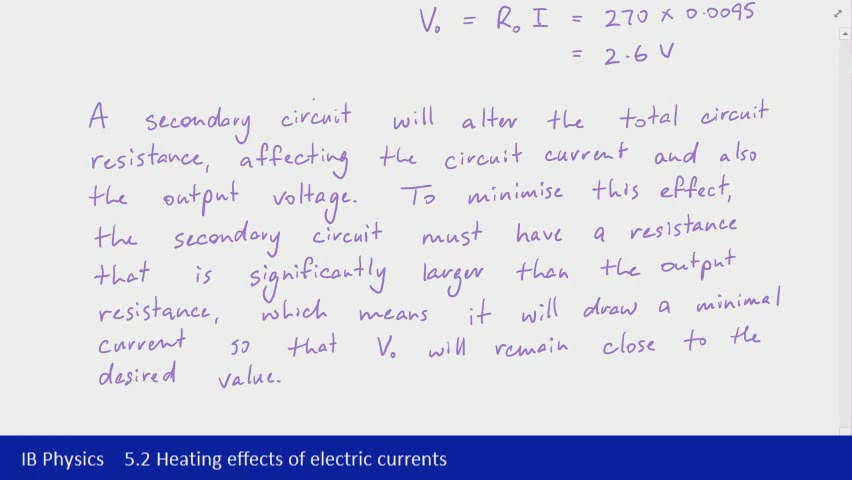 V₀ = R₀ I = 270 × 0.0095
= 2.6 V
A secondary circuit will alter the total circuit
resistance, affecting the circuit current and also
the output voltage. To minimise this effect,
the secondary circuit must have a resistance
that is significantly larger than the output
resistance, which means it will draw a minimal
current so that V₀ will remain close to the
desired value.
IB Physics 5.2 Heating effects of electric currents